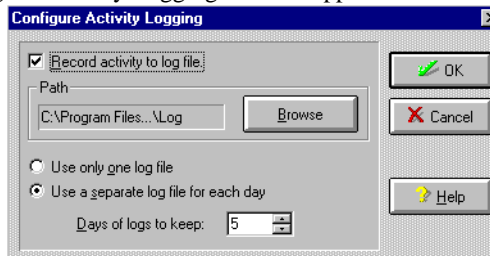 Configure Activity Logging
Record activity to log file.
OK
Path
C:\Program Files...\Log
Browse
Cancel
Use only one log file
Use a separate log file for each day
Help
Days of logs to keep: 5